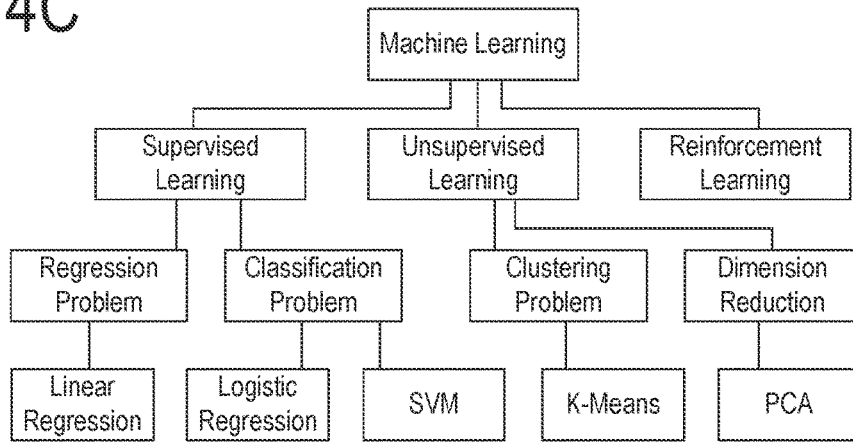 4C
Machine Learning
Supervised
Learning
Unsupervised
Learning
Reinforcement
Learning
Regression
Problem
Classification
Problem
Clustering
Problem
Dimension
Reduction
Linear
Regression
Logistic
Regression
SVM
K-Means
PCA